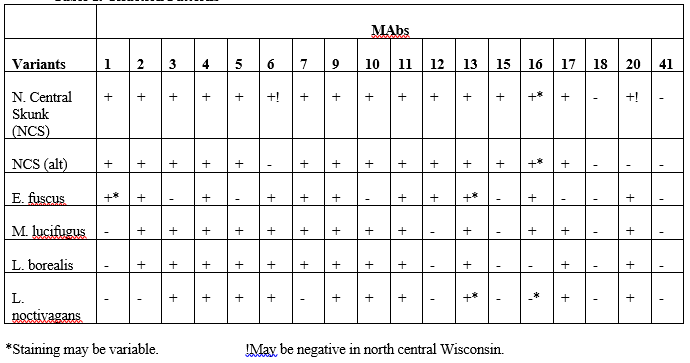 MAbs
Variants 1 2 3 4 5 6 7 9 10 11 12 13 15 16 17 18 20 41
N. Central
Skunk
(NCS) + + + + + +! + + + + + + + +* + - +! -
NCS (alt) + + + + + - + + + + + + + +* + - - -
E. fuscus +* + - + - + + + - + + +* - + - - + -
M. lucifugus - + + + + + + + + + - + - + + - + -
L. borealis - + + + + + + + + + - + - - + - + -
L.
noctivagans - - + + + + - + + + - +* - -* + - + -
*Staining may be variable. !May be negative in north central Wisconsin.